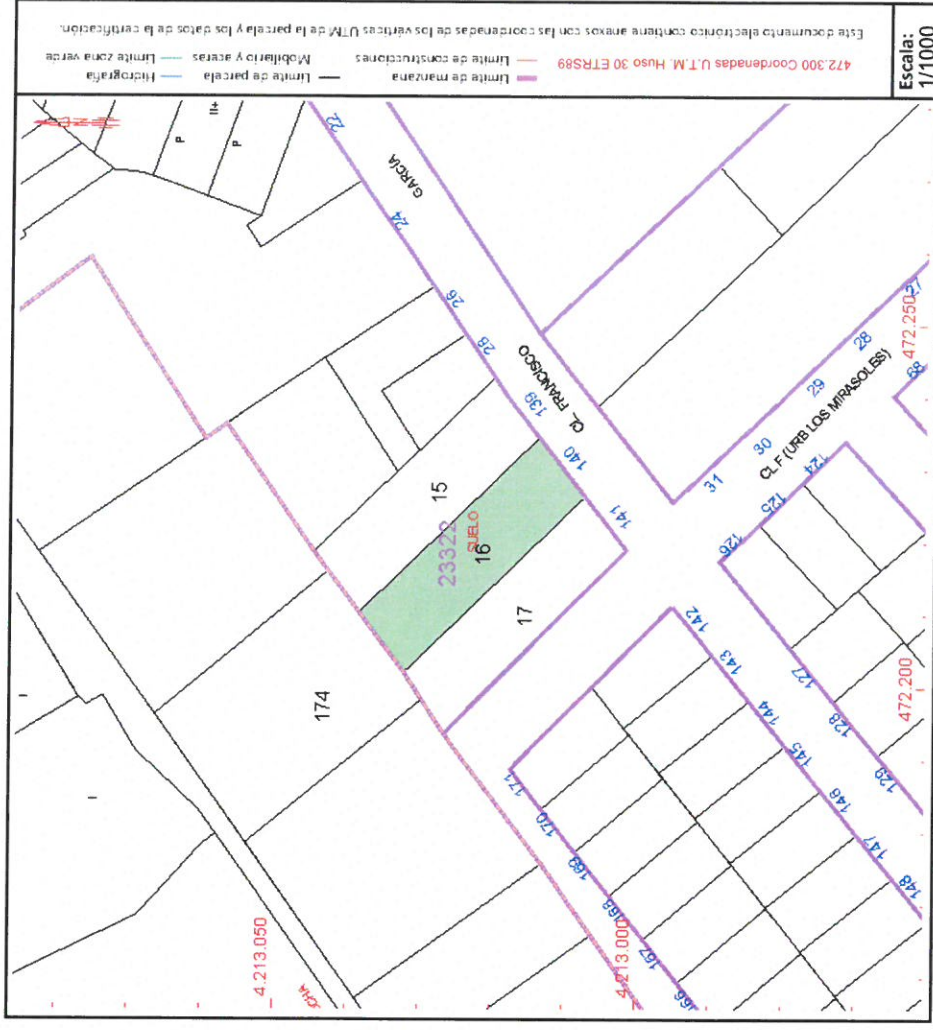 Este documento electrónico contiene anexos con las coordenadas de los vértices UTM de la parcela y los datos de la certificación.
472.300 Coordenadas U.T.M. Huso 30 ETRS89
Límite de manzana
Límite de construcciones
Límite de parcela
Mobiliario y aceras
Hidrografía
Límite zona verde
Escala:
1/1000
22
P
II+
P
GARCÍA
24
26
28
CL FRANCISCO
139
140
141
15
23322
SUELO
16
17
174
I
I
31
30
29
28
27
472.250
68
CL F (URB LOS MIRASOLES)
124
125
126
127
128
129
142
143
144
145
146
147
148
472.200
171
170
169
168
167
166
4.213.050
4.213.000